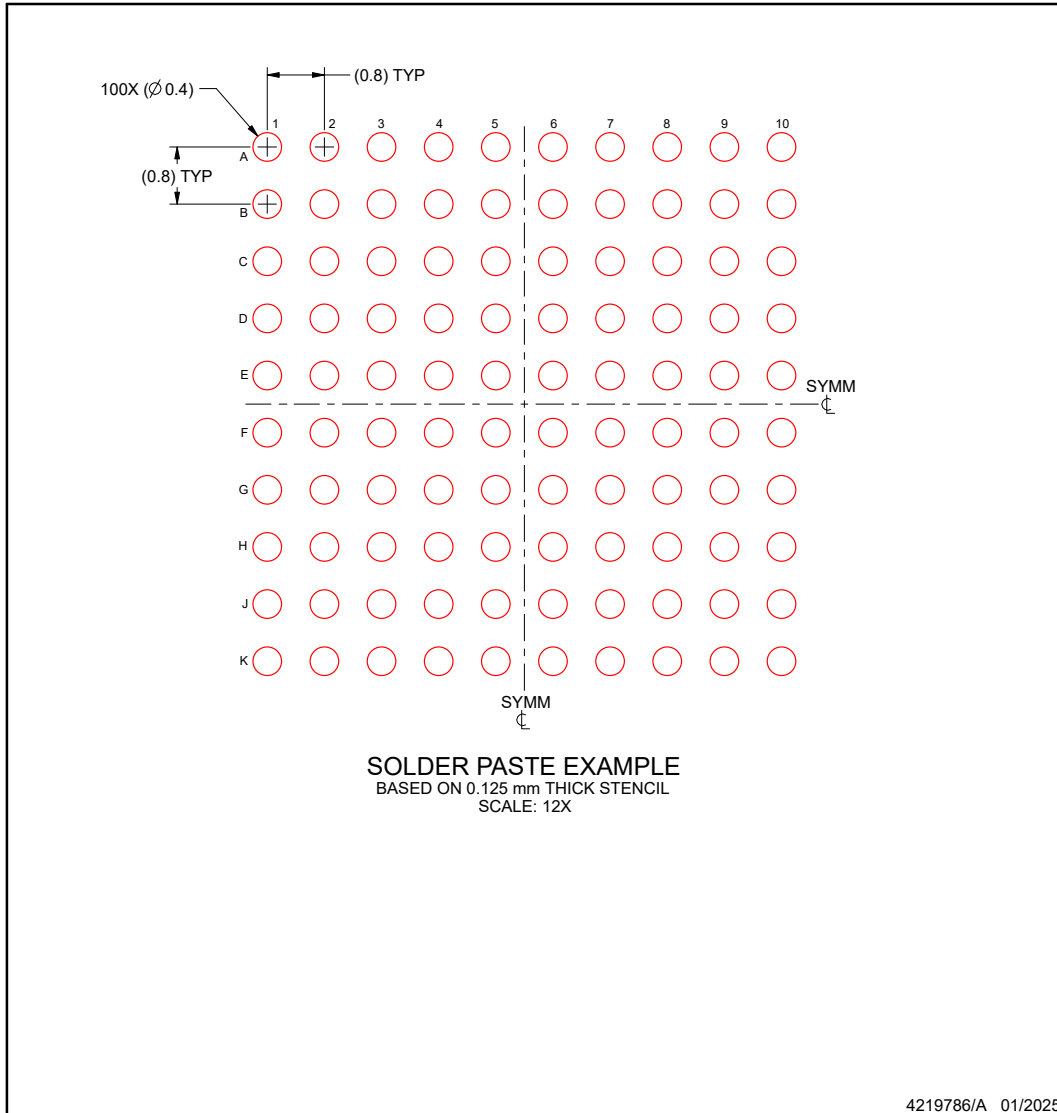 (0.8) TYP
100X (Ø 0.4)
1 2 3 4 5 6 7 8 9 10
A
(0.8) TYP
B
C
D
E
SYMM
℄
F
G
H
J
K
SYMM
℄
SOLDER PASTE EXAMPLE
BASED ON 0.125 mm THICK STENCIL
SCALE: 12X
4219786/A 01/2025